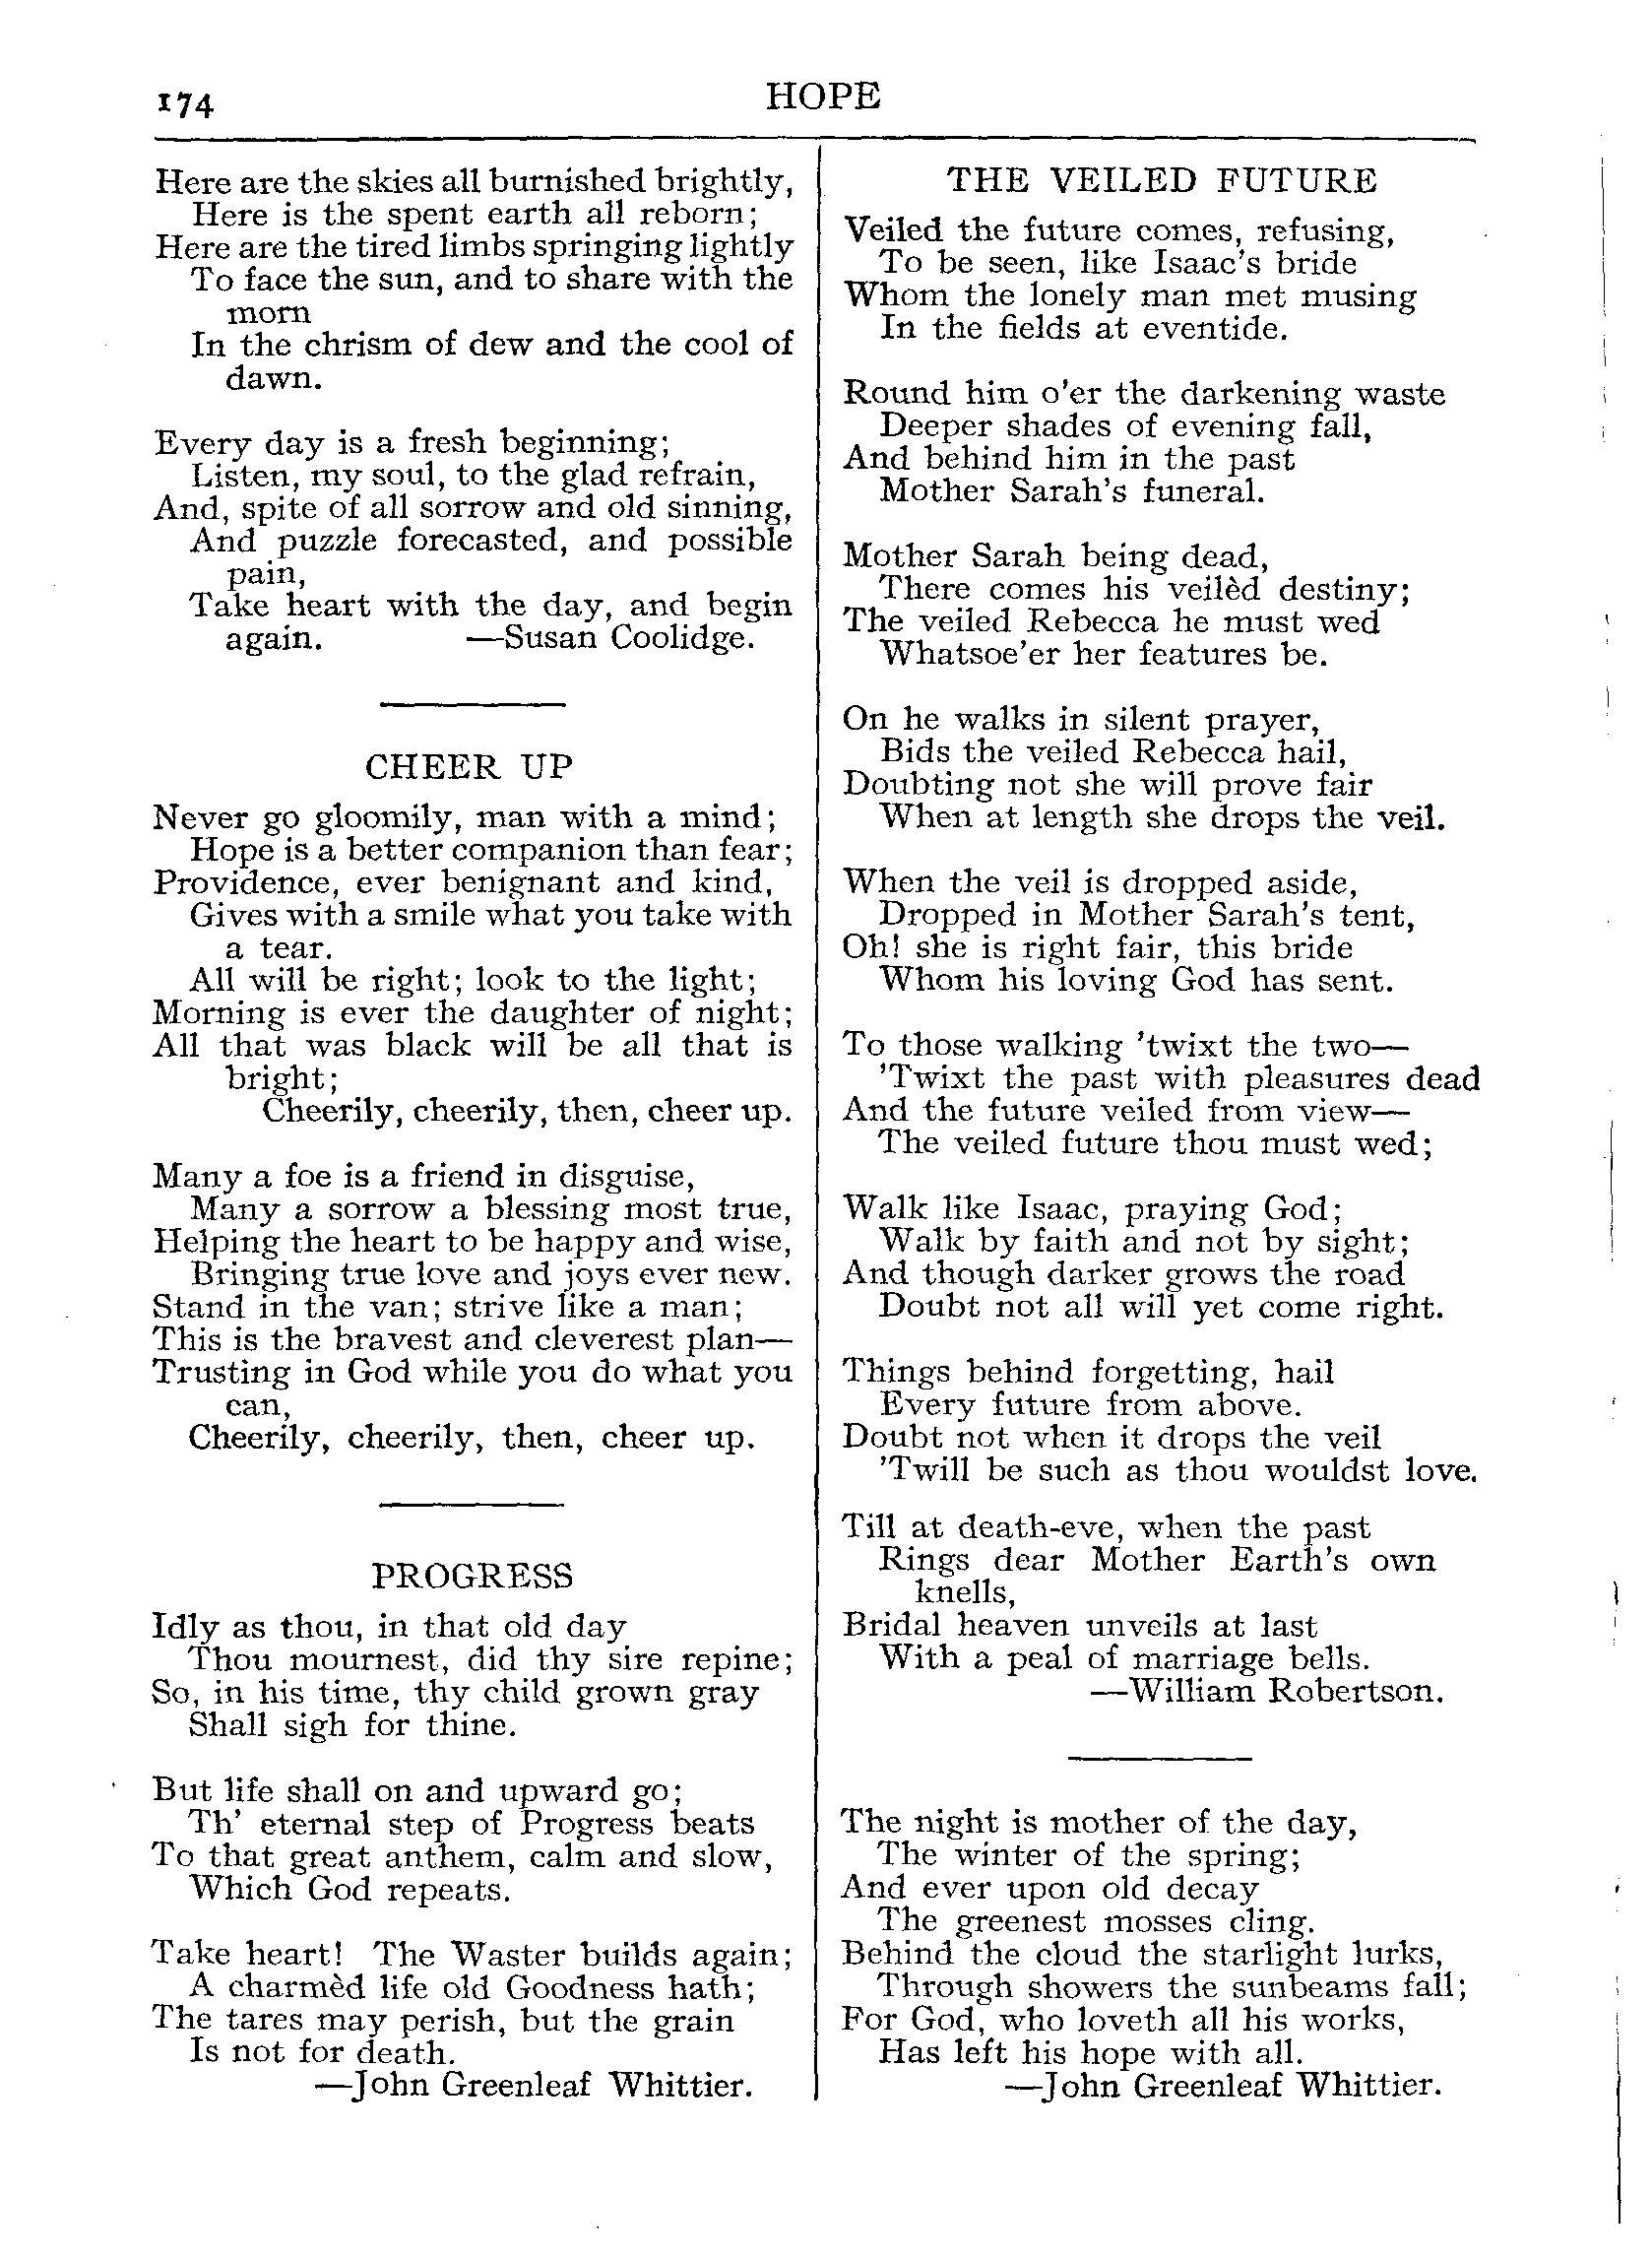 174
HOPE
Here are the skies all burnished brightly,
Here is the spent earth all reborn;
Here are the tired limbs springing lightly
To face the sun, and to share with the
morn
In the chrism of dew and the cool of
dawn.
Every day is a fresh beginning;
Listen, my soul, to the glad refrain,
And, spite of all sorrow and old sinning,
And puzzle forecasted, and possible
pain,
Take heart with the day, and begin
again. —Susan Coolidge.
CHEER UP
Never go gloomily, man with a mind;
Hope is a better companion than fear;
Providence, ever benignant and kind,
Gives with a smile what you take with
a tear.
All will be right; look to the light;
Morning is ever the daughter of night;
All that was black will be all that is
bright;
Cheerily, cheerily, then, cheer up.
Many a foe is a friend in disguise,
Many a sorrow a blessing most true,
Helping the heart to be happy and wise,
Bringing true love and joys ever new.
Stand in the van; strive like a man;
This is the bravest and cleverest plan—
Trusting in God while you do what you
can,
Cheerily, cheerily, then, cheer up.
PROGRESS
Idly as thou, in that old day
Thou mournest, did thy sire repine;
So, in his time, thy child grown gray
Shall sigh for thine.
But life shall on and upward go;
Th' eternal step of Progress beats
To that great anthem, calm and slow,
Which God repeats.
Take heart! The Waster builds again;
A charmèd life old Goodness hath;
The tares may perish, but the grain
Is not for death.
—John Greenleaf Whittier.
THE VEILED FUTURE
Veiled the future comes, refusing,
To be seen, like Isaac's bride
Whom the lonely man met musing
In the fields at eventide.
Round him o'er the darkening waste
Deeper shades of evening fall,
And behind him in the past
Mother Sarah's funeral.
Mother Sarah being dead,
There comes his veilèd destiny;
The veiled Rebecca he must wed
Whatsoe'er her features be.
On he walks in silent prayer,
Bids the veiled Rebecca hail,
Doubting not she will prove fair
When at length she drops the veil.
When the veil is dropped aside,
Dropped in Mother Sarah's tent,
Oh! she is right fair, this bride
Whom his loving God has sent.
To those walking 'twixt the two—
'Twixt the past with pleasures dead
And the future veiled from view—
The veiled future thou must wed;
Walk like Isaac, praying God;
Walk by faith and not by sight;
And though darker grows the road
Doubt not all will yet come right.
Things behind forgetting, hail
Every future from above.
Doubt not when it drops the veil
'Twill be such as thou wouldst love.
Till at death-eve, when the past
Rings dear Mother Earth's own
knells,
Bridal heaven unveils at last
With a peal of marriage bells.
—William Robertson.
The night is mother of the day,
The winter of the spring;
And ever upon old decay
The greenest mosses cling.
Behind the cloud the starlight lurks,
Through showers the sunbeams fall;
For God, who loveth all his works,
Has left his hope with all.
—John Greenleaf Whittier.